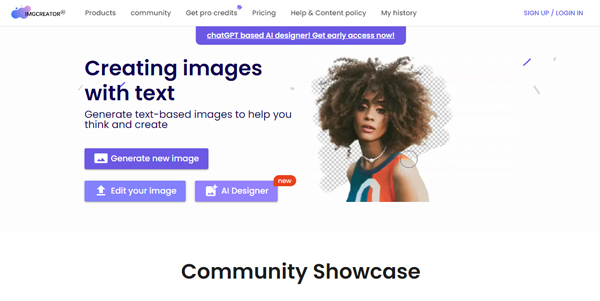 IMGCREATOR AI
Products community Get pro credits Pricing Help & Content policy My history SIGN UP / LOGIN IN
chatGPT based AI designer! Get early access now!
Creating images
with text
Generate text-based images to help you
think and create
Generate new image
new
Edit your image AI Designer
Community Showcase